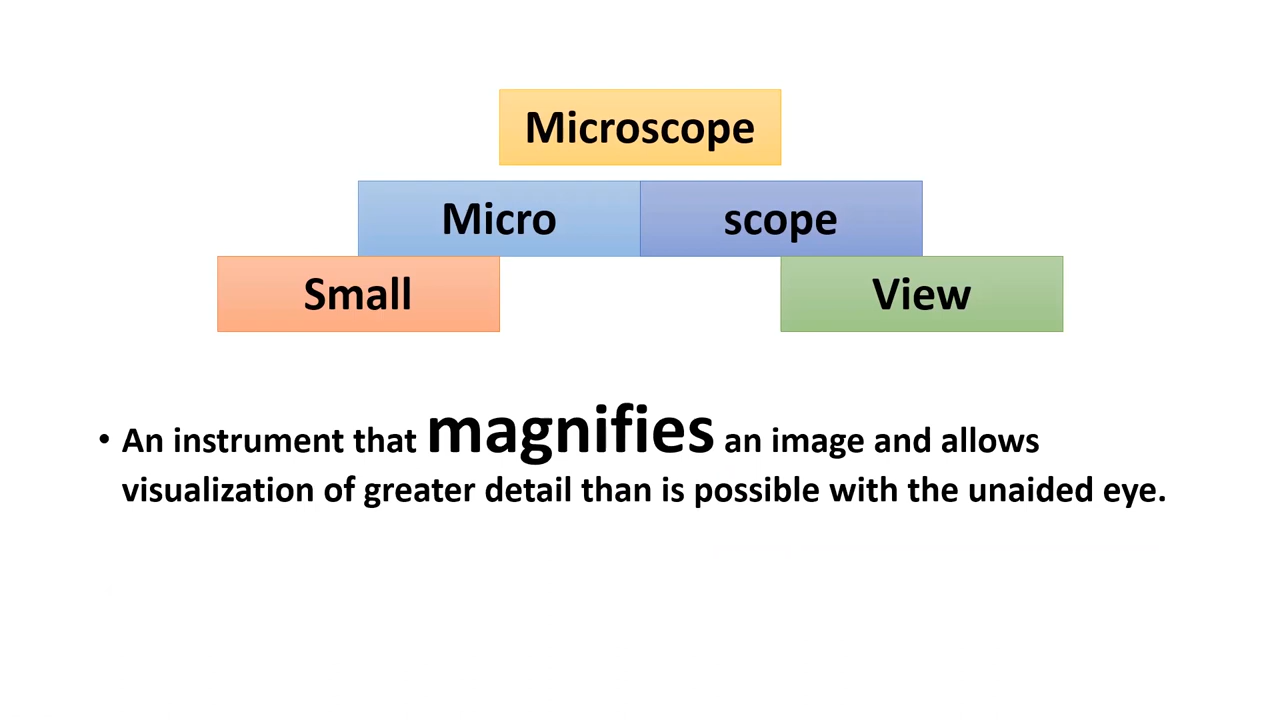 Microscope
Micro scope
Small View
• An instrument that magnifies an image and allows
visualization of greater detail than is possible with the unaided eye.